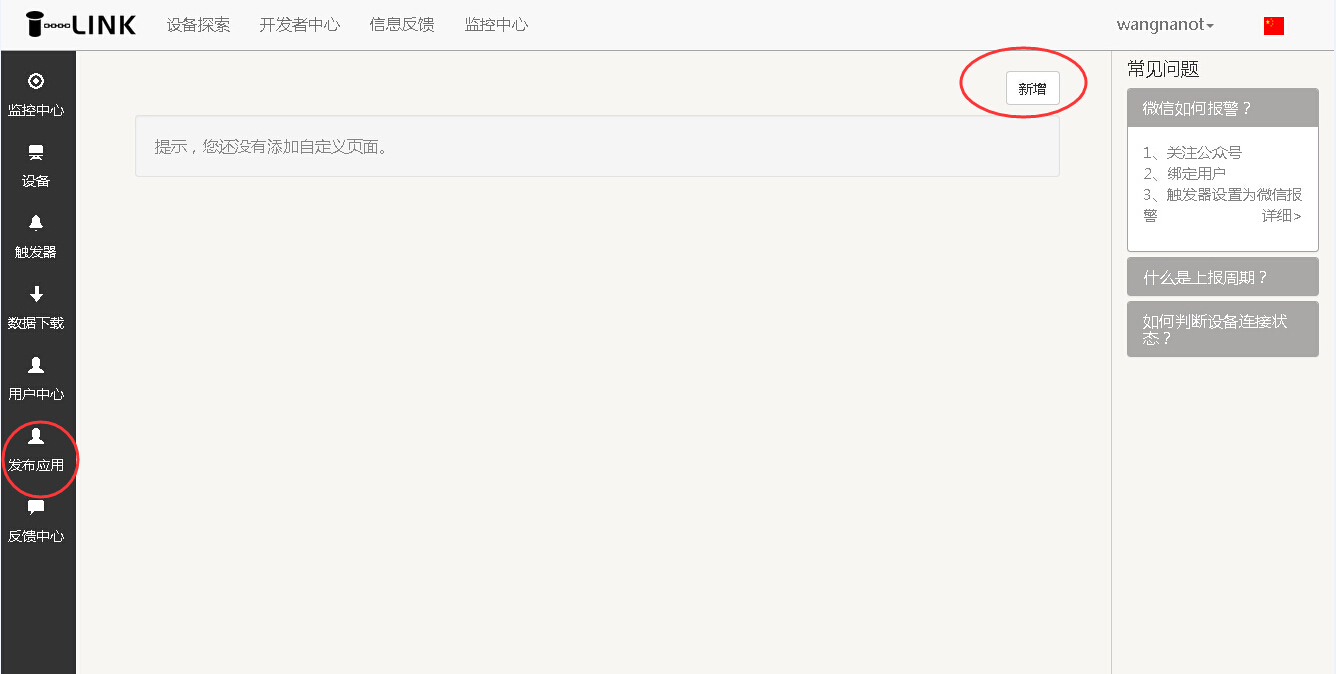 LINK
设备探索
开发者中心
信息反馈
监控中心
wangnanot
监控中心
设备
触发器
数据下载
用户中心
发布应用
反馈中心
新增
提示，您还没有添加自定义页面。
常见问题
微信如何报警？
1、关注公众号
2、绑定用户
3、触发器设置为微信报
警 详细>
什么是上报周期？
如何判断设备连接状
态？